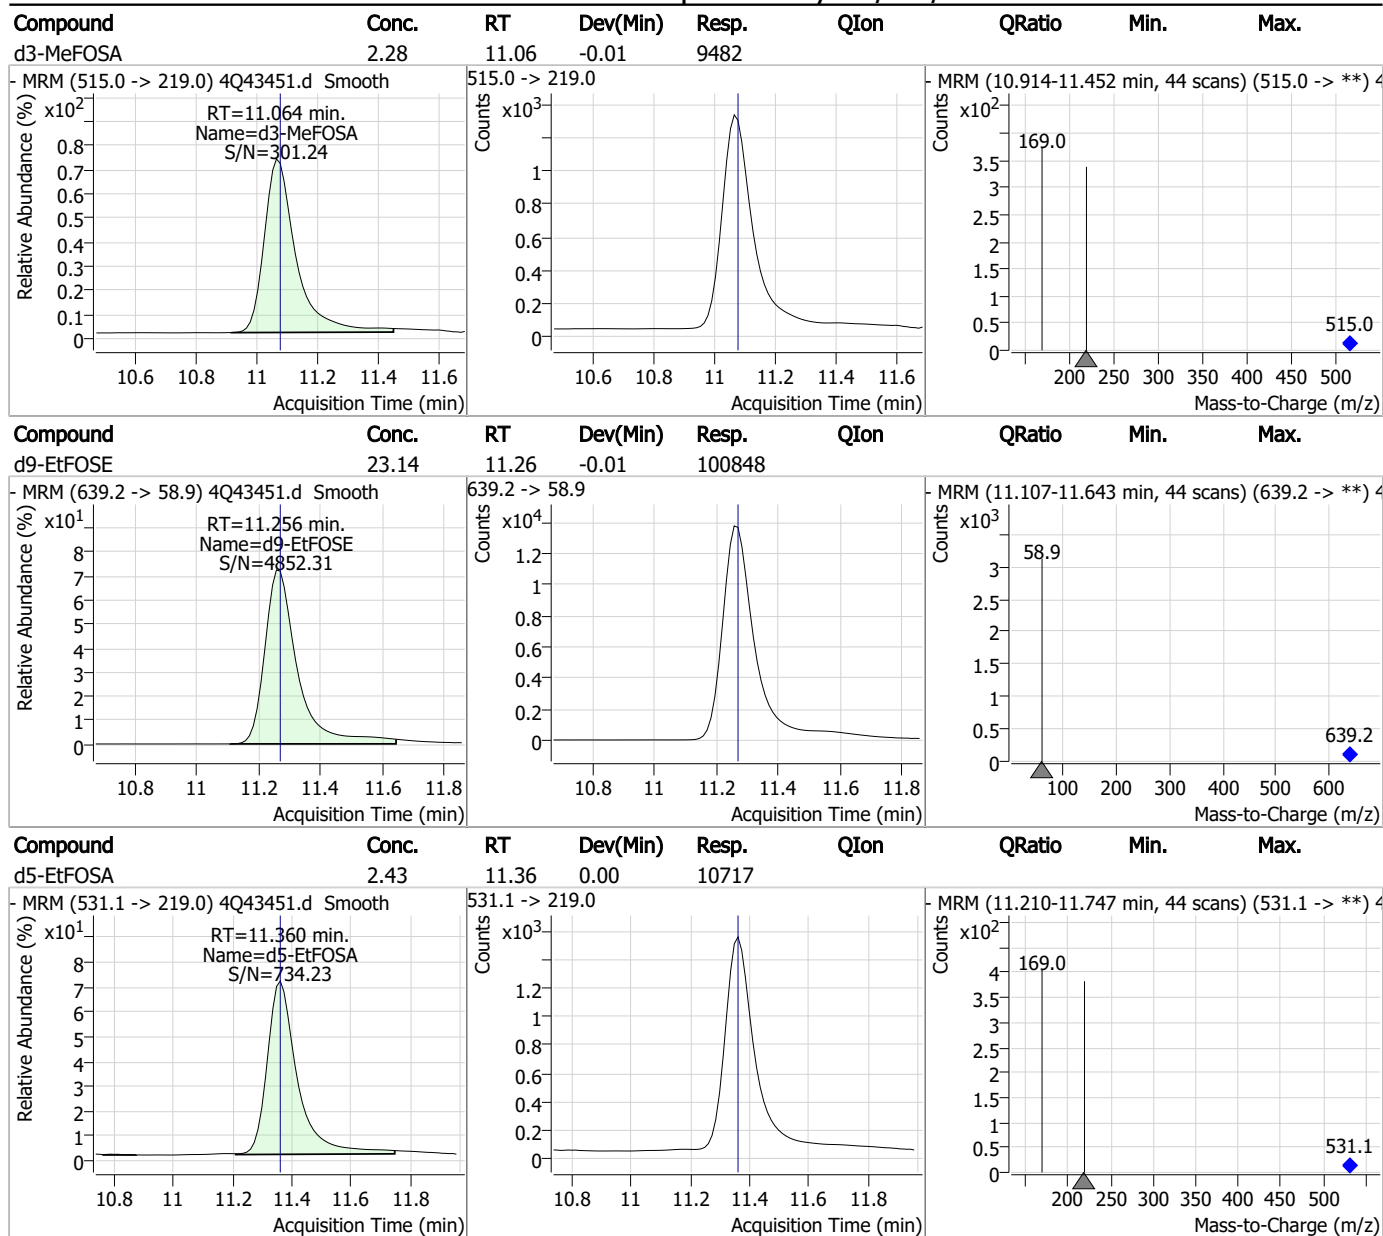 Compound Conc. RT Dev(Min) Resp. QIon QRatio Min. Max.
d3-MeFOSA 2.28 11.06 -0.01 9482
- MRM (515.0 -> 219.0) 4Q43451.d Smooth
RT=11.064 min.
Name=d3-MeFOSA
S/N=301.24
Relative Abundance (%)
x10²
0.8
0.7
0.6
0.5
0.4
0.3
0.2
0.1
0
10.6 10.8 11 11.2 11.4 11.6
Acquisition Time (min)
515.0 -> 219.0
Counts
x10³
1
0.8
0.6
0.4
0.2
0
10.6 10.8 11 11.2 11.4 11.6
Acquisition Time (min)
- MRM (10.914-11.452 min, 44 scans) (515.0 -> **) 4
Counts
x10²
169.0
3.5
3
2.5
2
1.5
1
0.5
0
515.0
200 250 300 350 400 450 500
Mass-to-Charge (m/z)
Compound Conc. RT Dev(Min) Resp. QIon QRatio Min. Max.
d9-EtFOSE 23.14 11.26 -0.01 100848
- MRM (639.2 -> 58.9) 4Q43451.d Smooth
RT=11.256 min.
Name=d9-EtFOSE
S/N=4852.31
Relative Abundance (%)
x10¹
8
7
6
5
4
3
2
1
0
10.8 11 11.2 11.4 11.6 11.8
Acquisition Time (min)
639.2 -> 58.9
Counts
x10⁴
1.2
1
0.8
0.6
0.4
0.2
0
10.8 11 11.2 11.4 11.6 11.8
Acquisition Time (min)
- MRM (11.107-11.643 min, 44 scans) (639.2 -> **) 4
Counts
x10³
58.9
3
2.5
2
1.5
1
0.5
0
639.2
100 200 300 400 500 600
Mass-to-Charge (m/z)
Compound Conc. RT Dev(Min) Resp. QIon QRatio Min. Max.
d5-EtFOSA 2.43 11.36 0.00 10717
- MRM (531.1 -> 219.0) 4Q43451.d Smooth
RT=11.360 min.
Name=d5-EtFOSA
S/N=734.23
Relative Abundance (%)
x10¹
8
7
6
5
4
3
2
1
0
10.8 11 11.2 11.4 11.6 11.8
Acquisition Time (min)
531.1 -> 219.0
Counts
x10³
1.2
1
0.8
0.6
0.4
0.2
0
10.8 11 11.2 11.4 11.6 11.8
Acquisition Time (min)
- MRM (11.210-11.747 min, 44 scans) (531.1 -> **) 4
Counts
x10²
169.0
4
3.5
3
2.5
2
1.5
1
0.5
0
531.1
200 250 300 350 400 450 500
Mass-to-Charge (m/z)